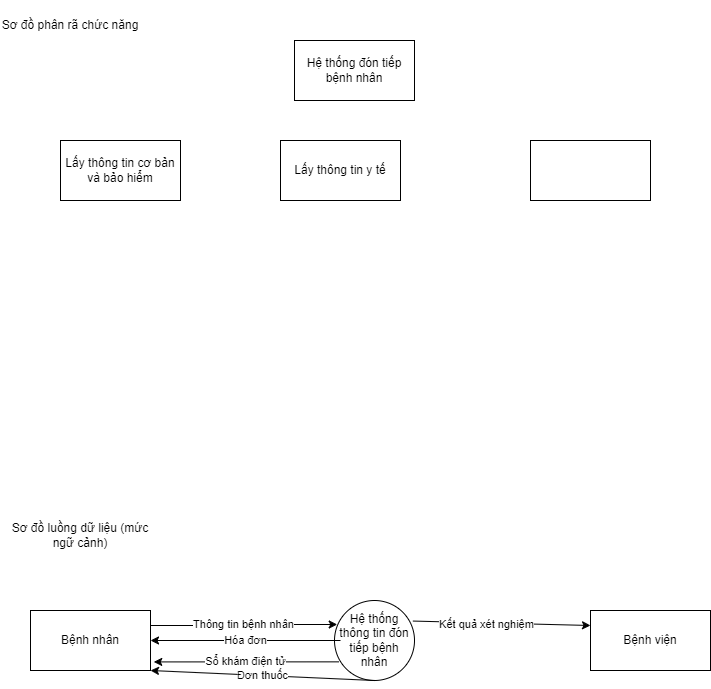 Sơ đồ phân rã chức năng
Hệ thống đón tiếp
bệnh nhân
Lấy thông tin cơ bản
và bảo hiểm
Lấy thông tin y tế
Sơ đồ luồng dữ liệu (mức
ngữ cảnh)
Bệnh nhân
Thông tin bệnh nhân
Hóa đơn
Sổ khám điện tử
Đơn thuốc
Hệ thống
thông tin đón
tiếp bệnh
nhân
Kết quả xét nghiệm
Bệnh viện